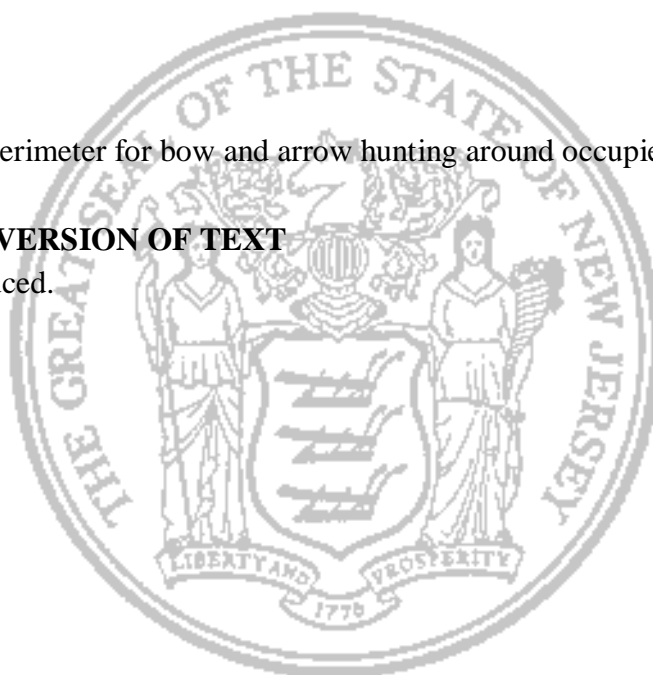 THE GREAT SEAL OF THE STATE OF NEW JERSEY
erimeter for bow and arrow hunting around occupie
VERSION OF TEXT
ced.
LIBERTY AND PROSPERITY
1776